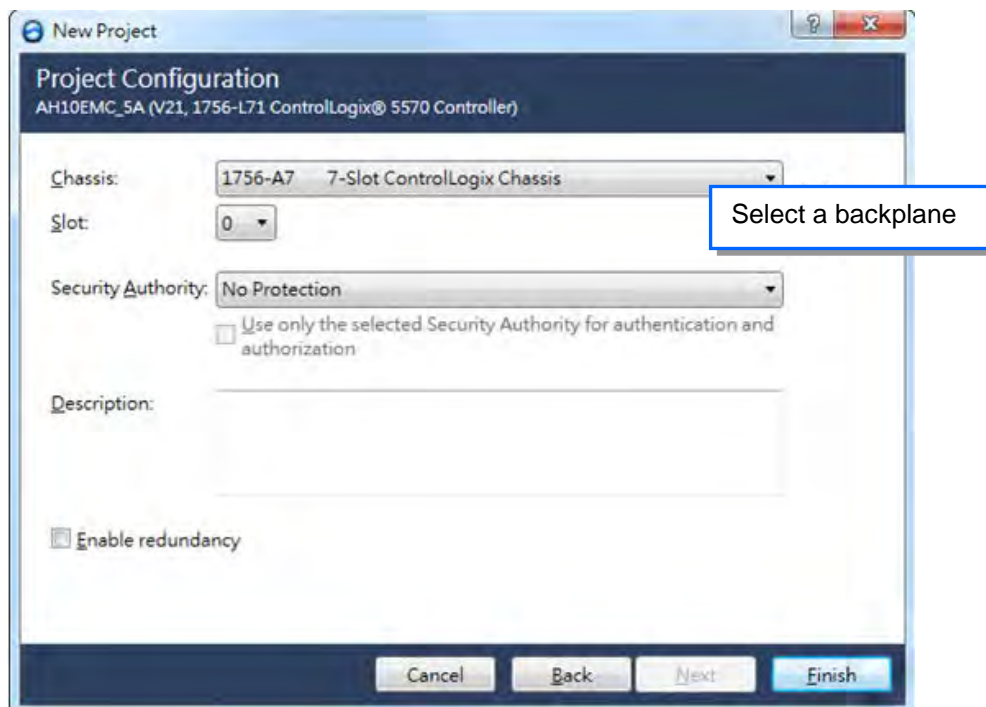 New Project
Project Configuration
AH10EMC_5A (V21, 1756-L71 ControlLogix® 5570 Controller)
Chassis: 1756-A7 7-Slot ControlLogix Chassis
Select a backplane
Slot: 0
Security Authority: No Protection
Use only the selected Security Authority for authentication and
authorization
Description:
Enable redundancy
Cancel Back Next Finish